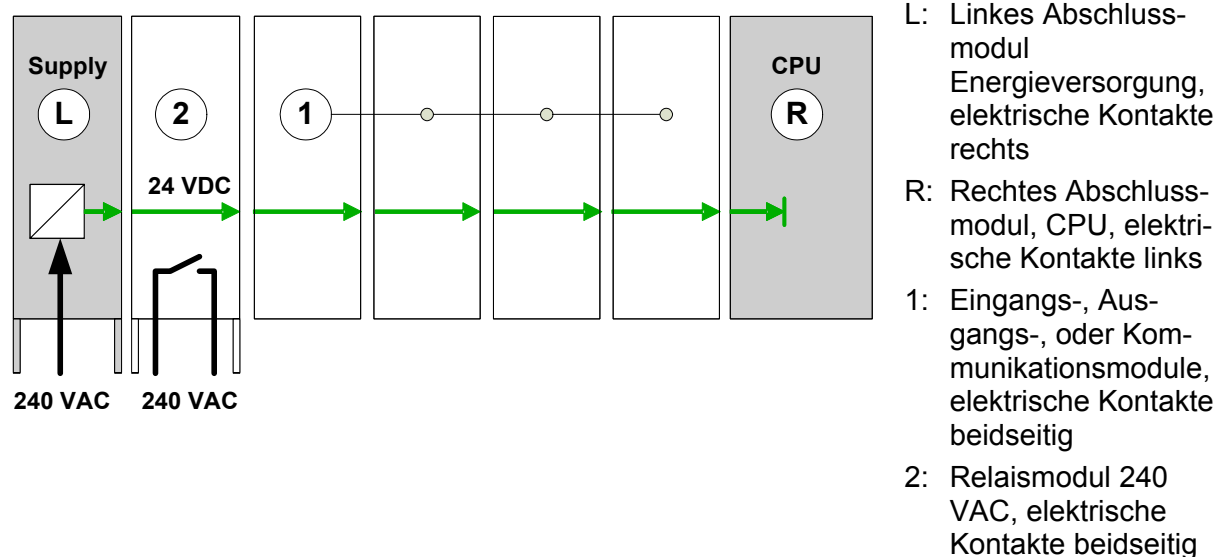 Supply
CPU
L
2
1
R
24 VDC
240 VAC
240 VAC
L: Linkes Abschluss-
modul
Energieversorgung,
elektrische Kontakte
rechts
R: Rechtes Abschluss-
modul, CPU, elektri-
sche Kontakte links
1: Eingangs-, Aus-
gangs-, oder Kom-
munikationsmodule,
elektrische Kontakte
beidseitig
2: Relaismodul 240
VAC, elektrische
Kontakte beidseitig